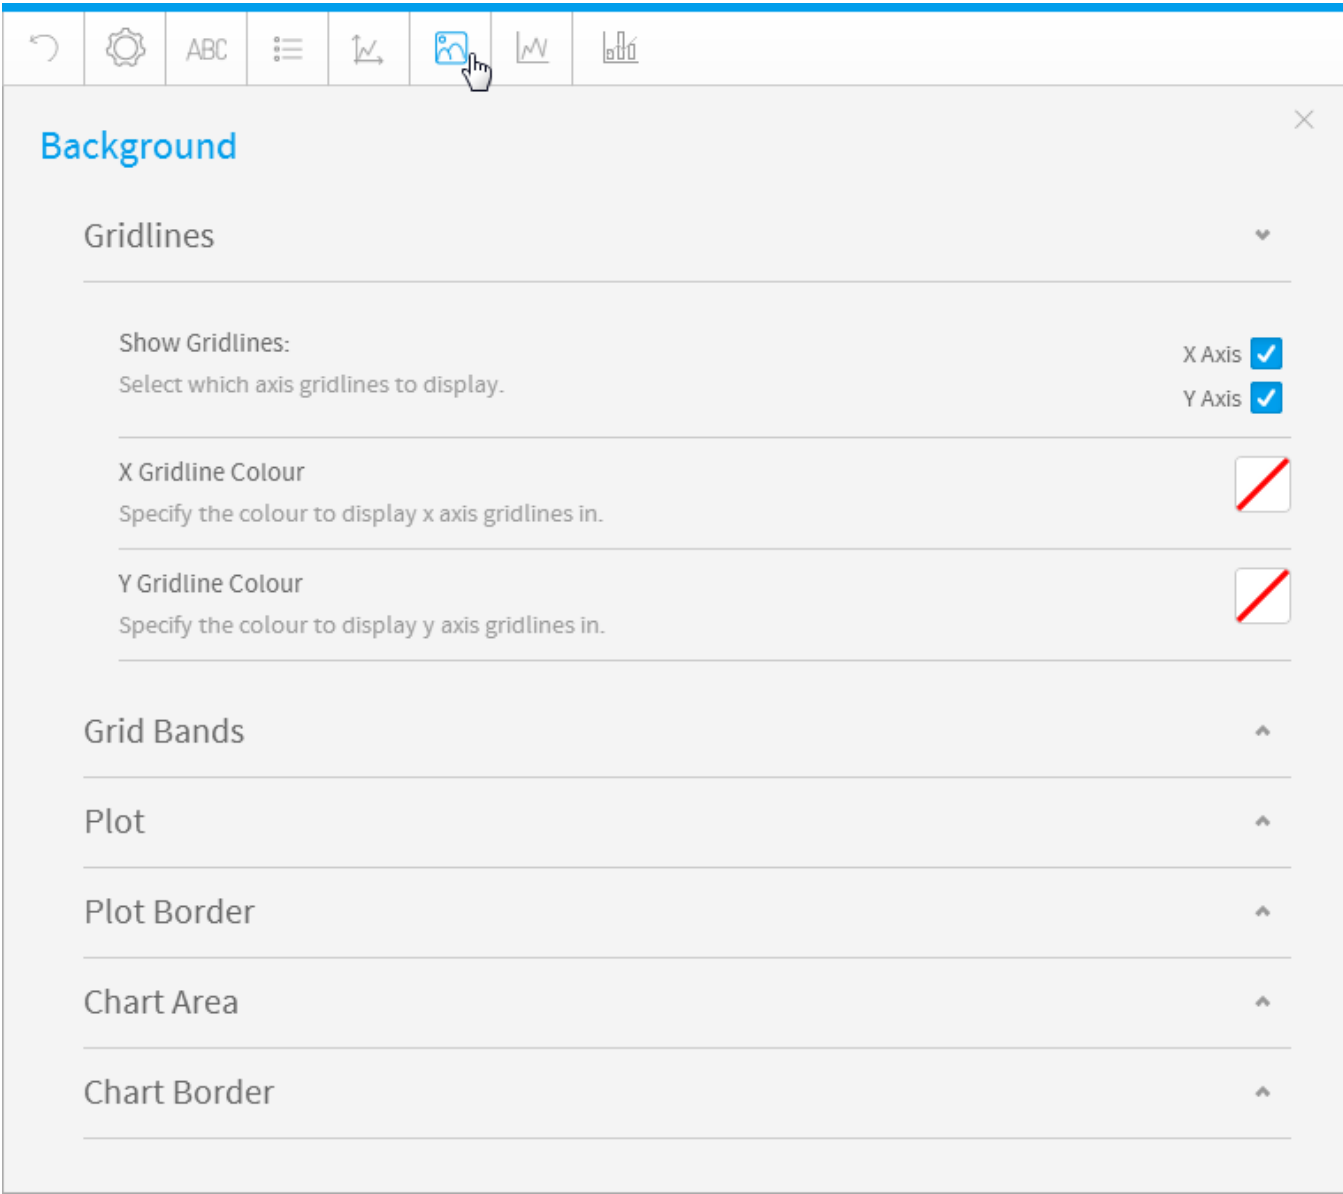 ABC
Background
Gridlines
Show Gridlines:
Select which axis gridlines to display.
X Axis
Y Axis
X Gridline Colour
Specify the colour to display x axis gridlines in.
Y Gridline Colour
Specify the colour to display y axis gridlines in.
Grid Bands
Plot
Plot Border
Chart Area
Chart Border